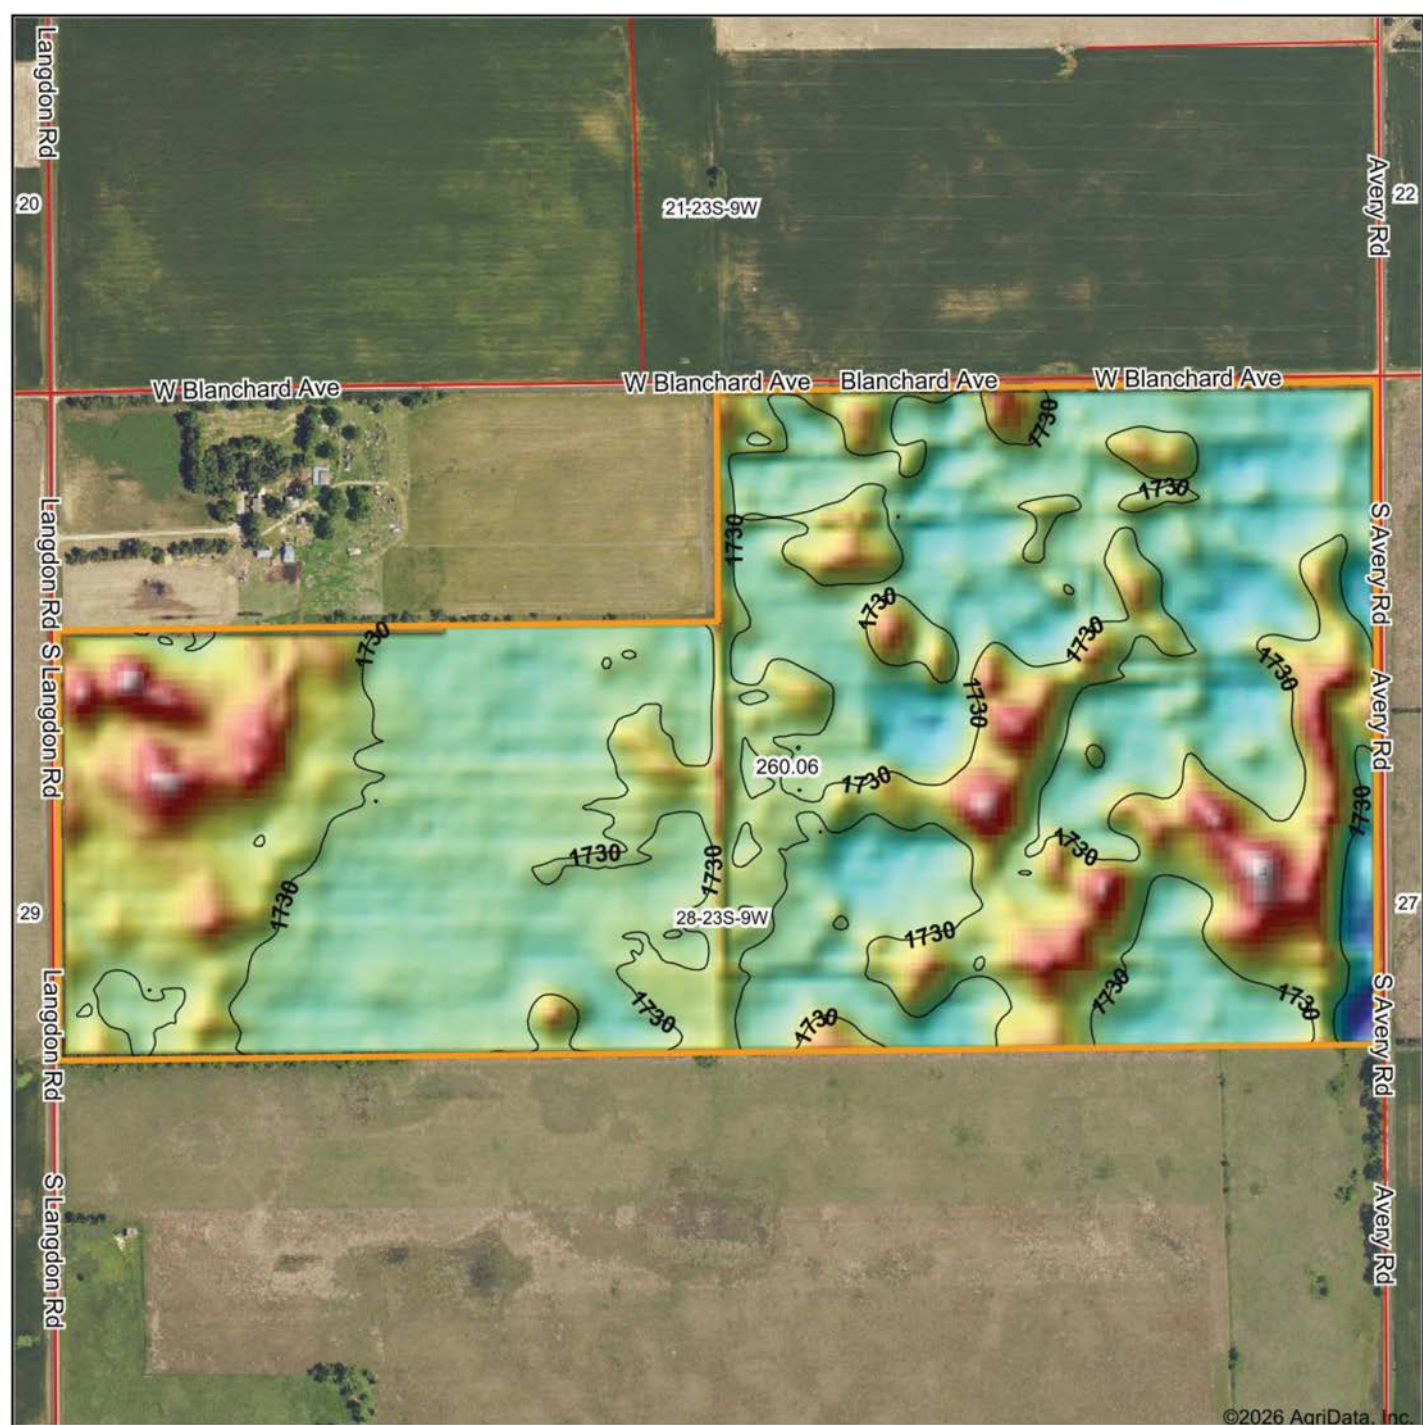 Langdon Rd
20
21-23S-9W
Avery Rd
22
W Blanchard Ave
W Blanchard Ave
Blanchard Ave
W Blanchard Ave
1730
1730
1730
S Avery Rd
Langdon Rd
1730
1730
1730
1730
S Langdon Rd
1730
Avery Rd
260.06
1730
1730
1730
1730
1730
1730
29
28-23S-9W
27
1730
Langdon Rd
1730
1730
1730
1730
S Avery Rd
S Langdon Rd
Avery Rd
©2026 AgriData, Inc.